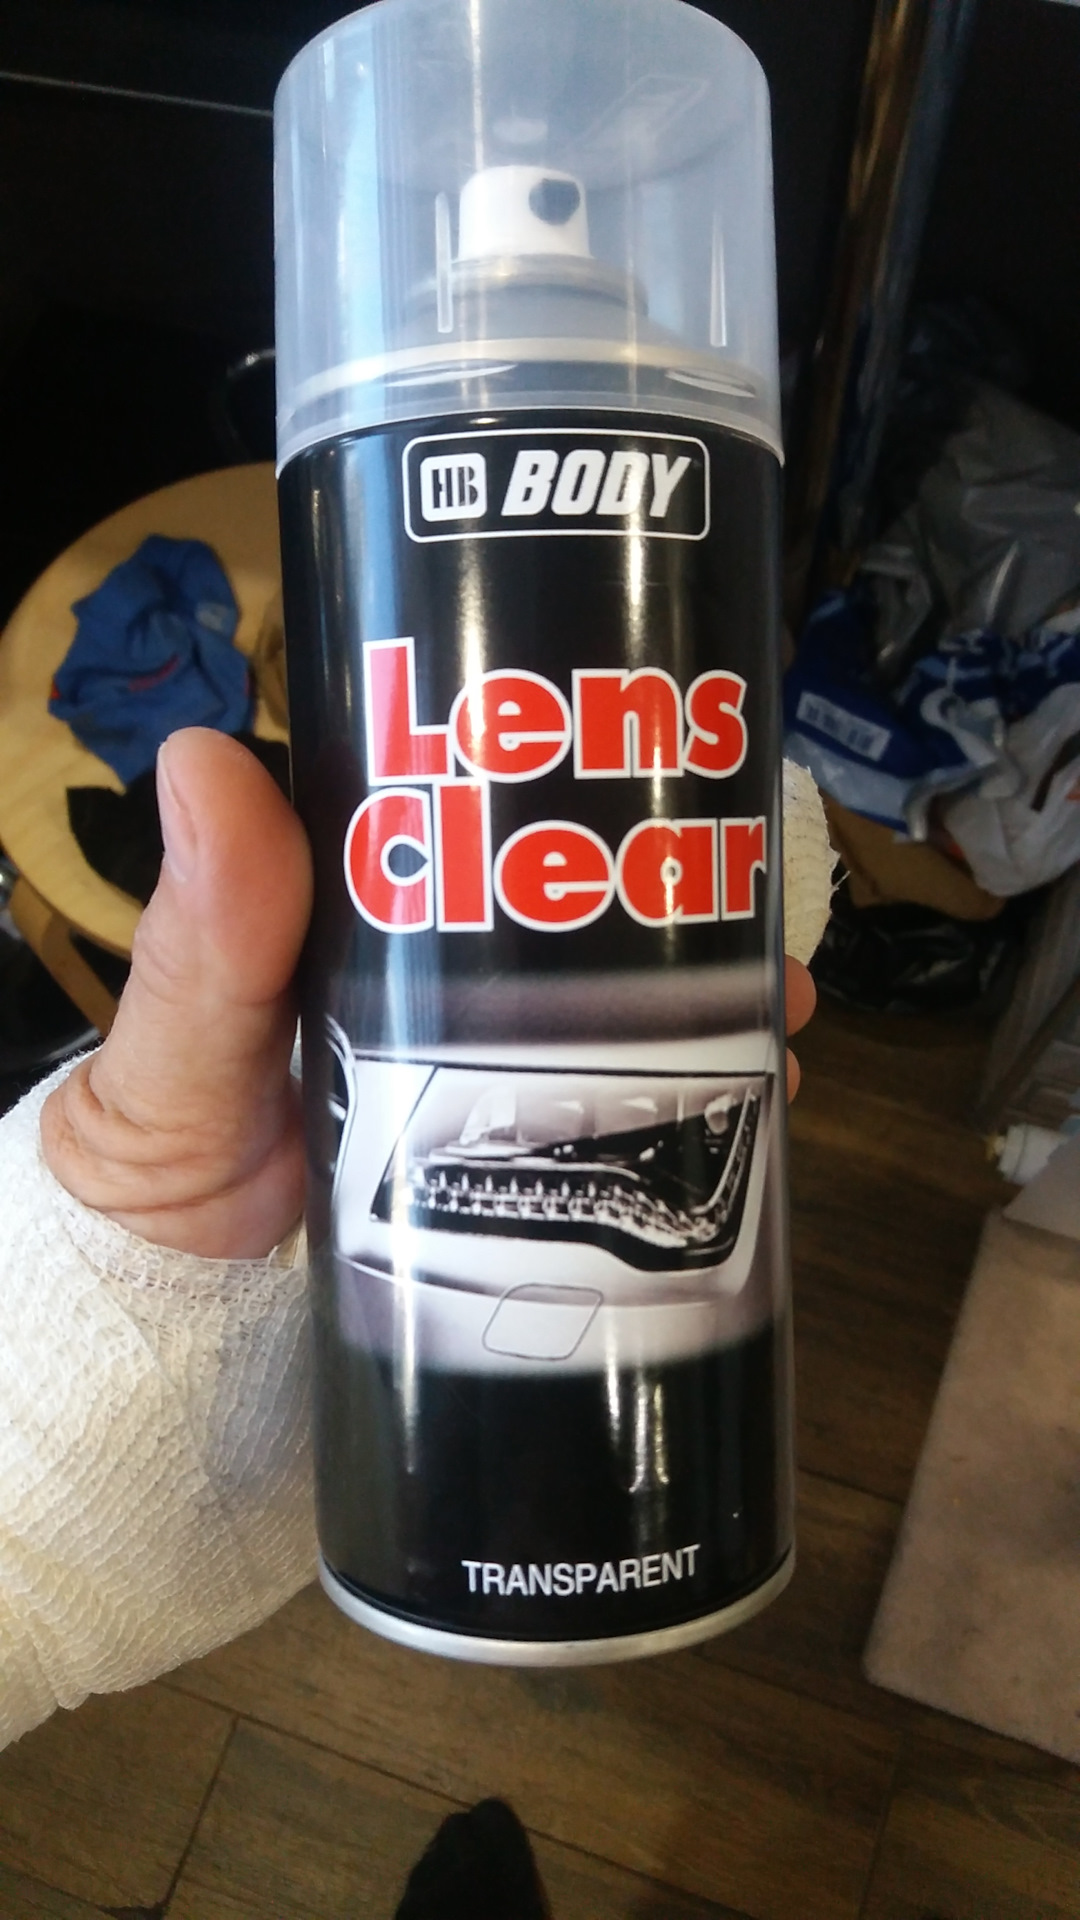 HB BODY
Lens
Clear
TRANSPARENT